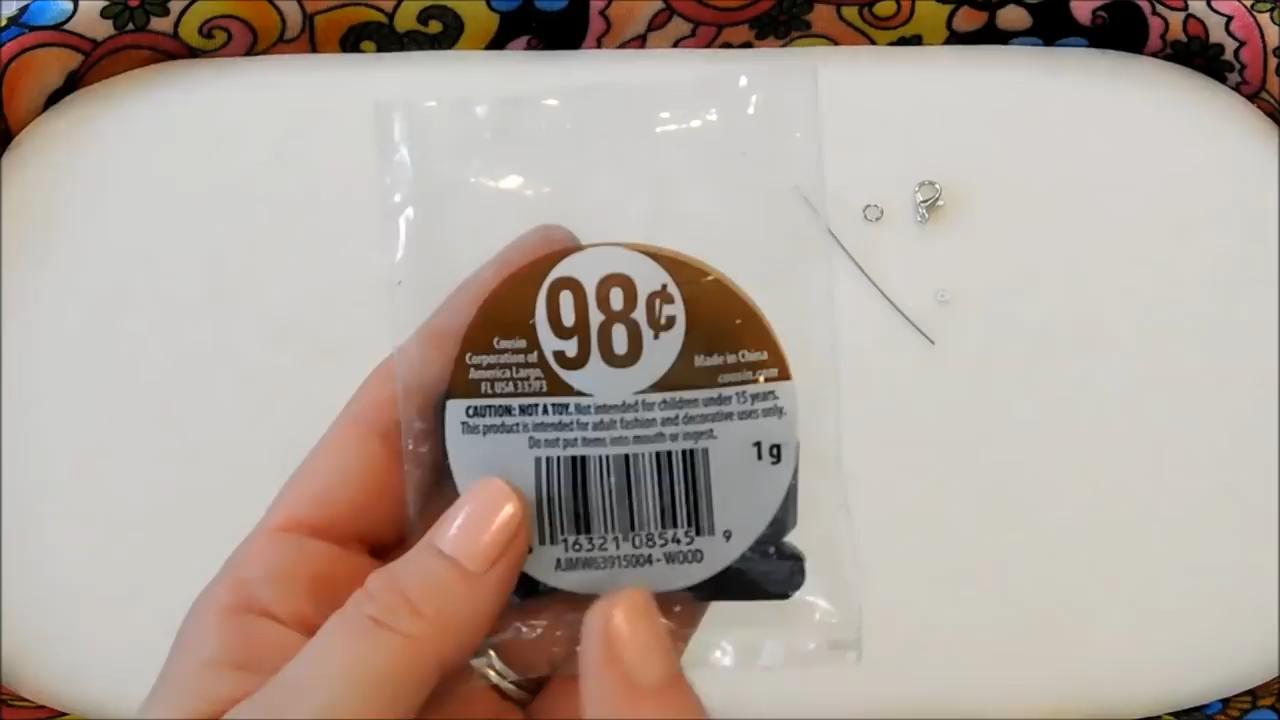 98¢
Cousin
Corporation of
America Largo,
FL USA 33773
Made in China
cousin.com
CAUTION: NOT A TOY. Not intended for children under 15 years.
This product is intended for adult fashion and decorative uses only.
Do not put items into mouth or ingest.
1g
16321 08545 9
AJMW63915004-WOOD